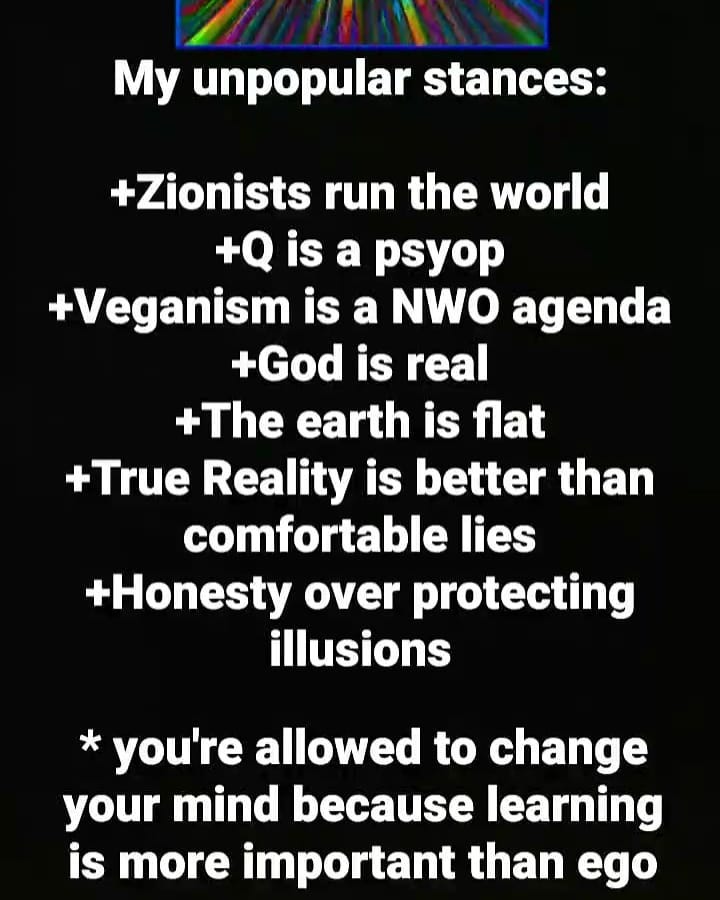 My unpopular stances:
+Zionists run the world
+Q is a psyop
+Veganism is a NWO agenda
+God is real
+The earth is flat
+True Reality is better than
comfortable lies
+Honesty over protecting
illusions
* you're allowed to change
your mind because learning
is more important than ego